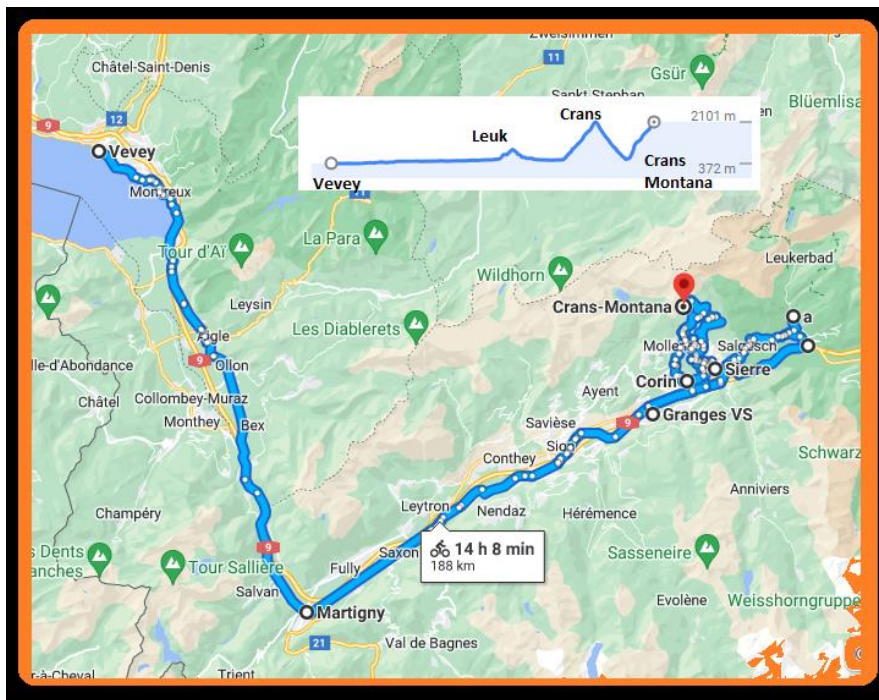 Zweisimmen
Châtel-Saint-Denis
11
Gsür
Sankt Stephan
Blüemlisa
9
12
Crans
2101 m
Leuk
372 m
Vevey
Crans
Montana
Vevey
Montreux
Tour d'Aï
La Para
Leukerbad
Wildhorn
Leysin
Crans-Montana
a
Les Diablerets
Aigle
Molle
Salgesch
9
Ollon
Sierre
lle-d'Abondance
Corin
Châtel
Collombey-Muraz
Ayent
Granges VS
Monthey
Bex
Savièse
9
Sion
Schwarz
Conthey
Anniviers
Champéry
Leytron
Nendaz
Hérémence
9
14 h 8 min
188 km
Saxon
s Dents
anches
Tour Sallière
Fully
Sasseneire
Salvan
Evolène
Weisshorngruppe
Martigny
21
Val de Bagnes
Trient
r-à-Cheval